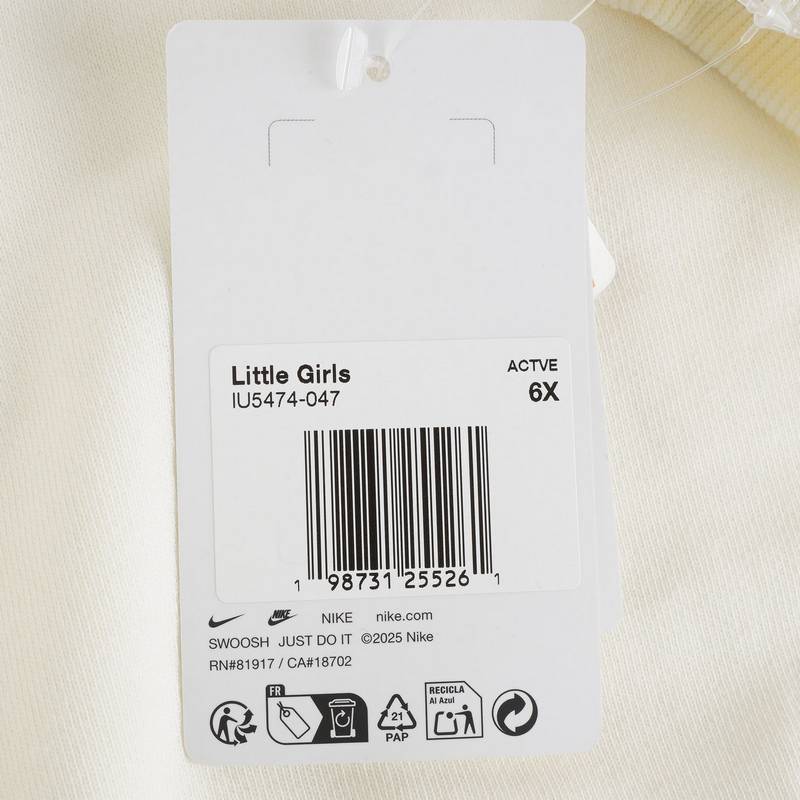 Little Girls
IU5474-047
ACTVE
6X
1 98731 25526 1
NIKE NIKE nike.com
SWOOSH JUST DO IT ©2025 Nike
RN#81917 / CA#18702
FR
21
PAP
RECICLA
Al Azul